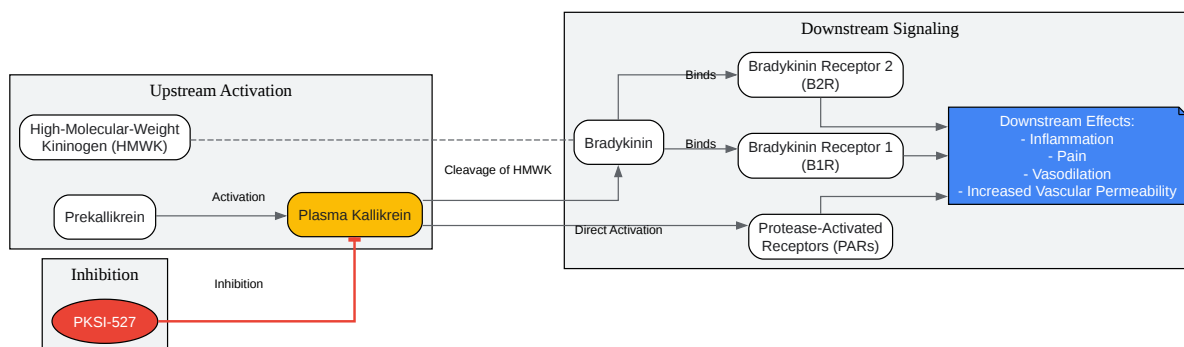 Upstream Activation
High-Molecular-Weight
Kininogen (HMWK)
Prekallikrein
Activation
Plasma Kallikrein
Inhibition
PKSI-527
Inhibition
Cleavage of HMWK
Direct Activation
Downstream Signaling
Bradykinin
Binds
Bradykinin Receptor 2
(B2R)
Binds
Bradykinin Receptor 1
(B1R)
Protease-Activated
Receptors (PARs)
Downstream Effects:
- Inflammation
- Pain
- Vasodilation
- Increased Vascular Permeability